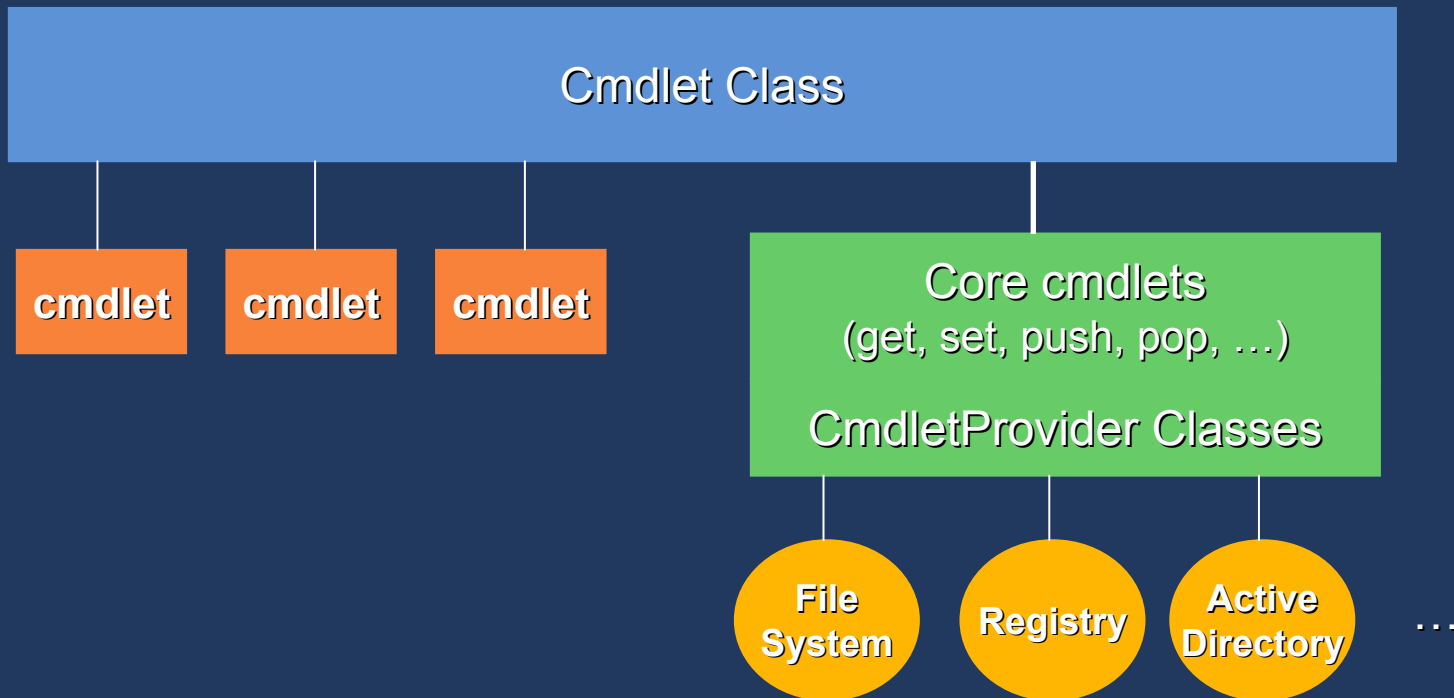 Cmdlet Class
cmdlet
cmdlet
cmdlet
Core cmdlets
(get, set, push, pop, …)
CmdletProvider Classes
File
System
Registry
Active
Directory
…